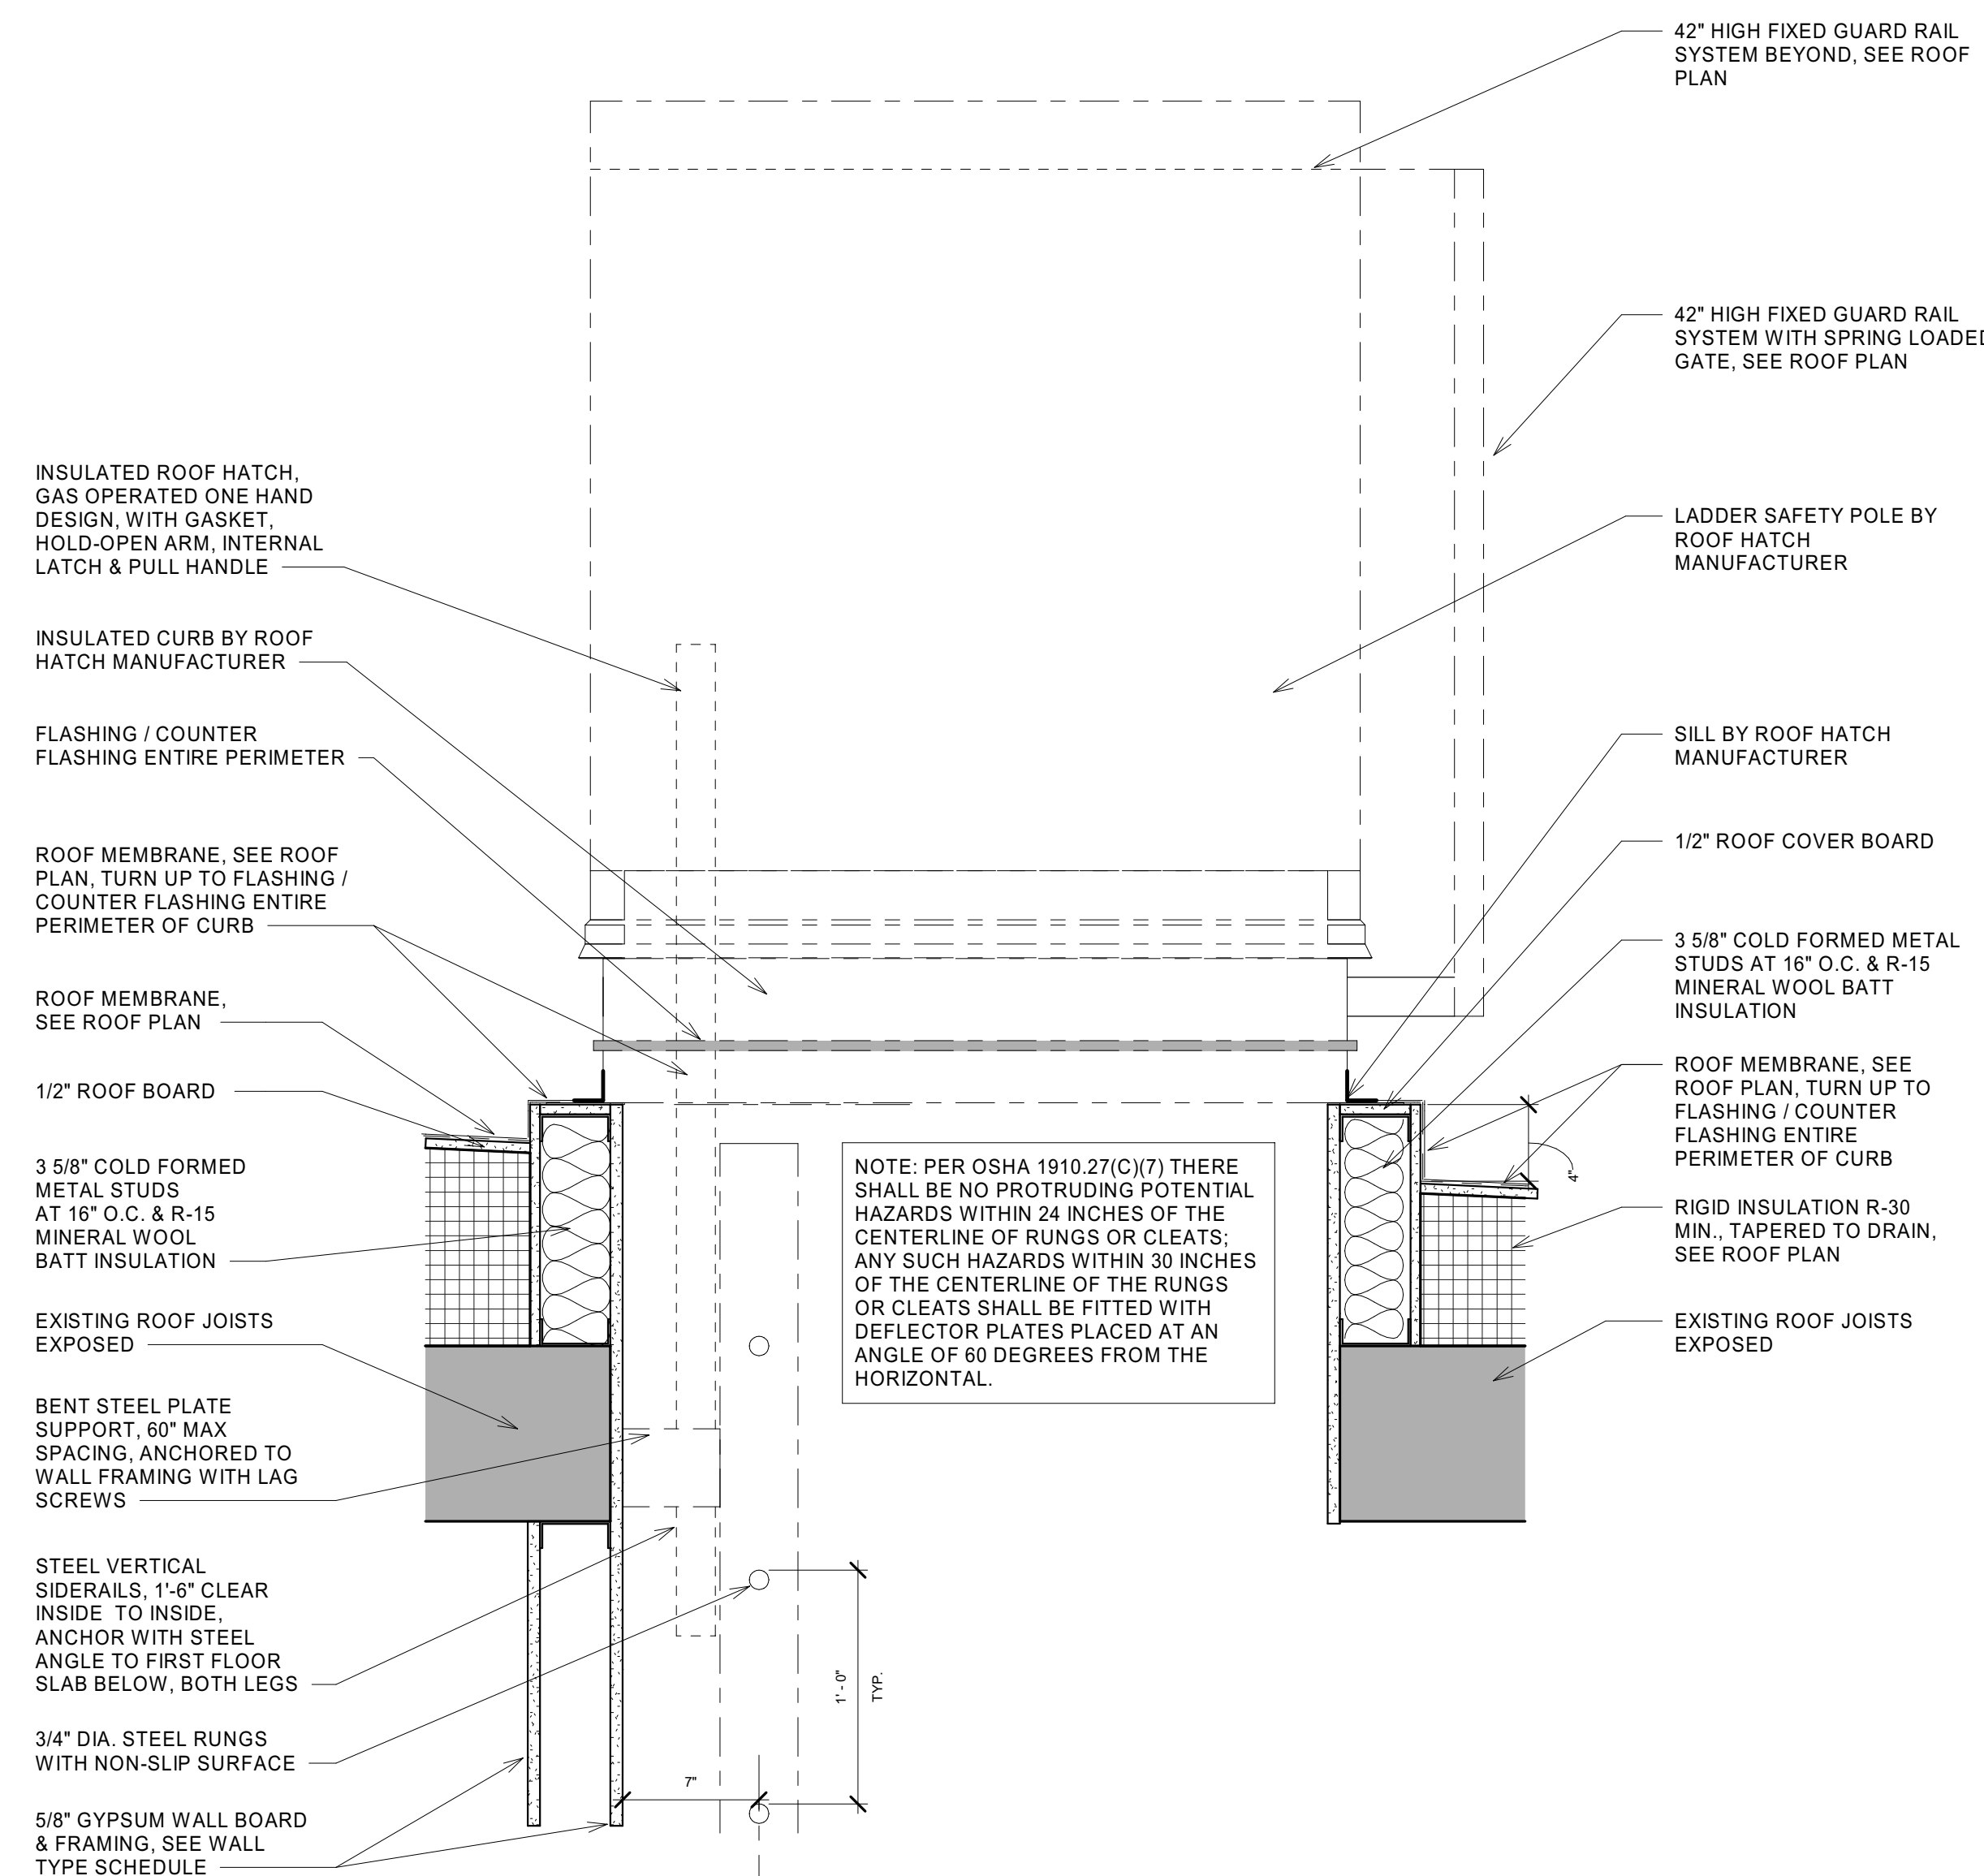 42" HIGH FIXED GUARD RAIL
SYSTEM BEYOND, SEE ROOF
PLAN
42" HIGH FIXED GUARD RAIL
SYSTEM WITH SPRING LOADED
GATE, SEE ROOF PLAN
LADDER SAFETY POLE BY
ROOF HATCH
MANUFACTURER
SILL BY ROOF HATCH
MANUFACTURER
1/2" ROOF COVER BOARD
3 5/8" COLD FORMED METAL
STUDS AT 16" O.C. & R-15
MINERAL WOOL BATT
INSULATION
ROOF MEMBRANE, SEE
ROOF PLAN, TURN UP TO
FLASHING / COUNTER
FLASHING ENTIRE
PERIMETER OF CURB
RIGID INSULATION R-30
MIN., TAPERED TO DRAIN,
SEE ROOF PLAN
EXISTING ROOF JOISTS
EXPOSED
INSULATED ROOF HATCH,
GAS OPERATED ONE HAND
DESIGN, WITH GASKET,
HOLD-OPEN ARM, INTERNAL
LATCH & PULL HANDLE
INSULATED CURB BY ROOF
HATCH MANUFACTURER
FLASHING / COUNTER
FLASHING ENTIRE PERIMETER
ROOF MEMBRANE, SEE ROOF
PLAN, TURN UP TO FLASHING /
COUNTER FLASHING ENTIRE
PERIMETER OF CURB
ROOF MEMBRANE,
SEE ROOF PLAN
1/2" ROOF BOARD
3 5/8" COLD FORMED
METAL STUDS
AT 16" O.C. & R-15
MINERAL WOOL
BATT INSULATION
EXISTING ROOF JOISTS
EXPOSED
BENT STEEL PLATE
SUPPORT, 60" MAX
SPACING, ANCHORED TO
WALL FRAMING WITH LAG
SCREWS
STEEL VERTICAL
SIDERAILS, 1'-6" CLEAR
INSIDE TO INSIDE,
ANCHOR WITH STEEL
ANGLE TO FIRST FLOOR
SLAB BELOW, BOTH LEGS
3/4" DIA. STEEL RUNGS
WITH NON-SLIP SURFACE
5/8" GYPSUM WALL BOARD
& FRAMING, SEE WALL
TYPE SCHEDULE
NOTE: PER OSHA 1910.27(C)(7) THERE
SHALL BE NO PROTRUDING POTENTIAL
HAZARDS WITHIN 24 INCHES OF THE
CENTERLINE OF RUNGS OR CLEATS;
ANY SUCH HAZARDS WITHIN 30 INCHES
OF THE CENTERLINE OF THE RUNGS
OR CLEATS SHALL BE FITTED WITH
DEFLECTOR PLATES PLACED AT AN
ANGLE OF 60 DEGREES FROM THE
HORIZONTAL.
4"
1' - 0"
TYP.
7"